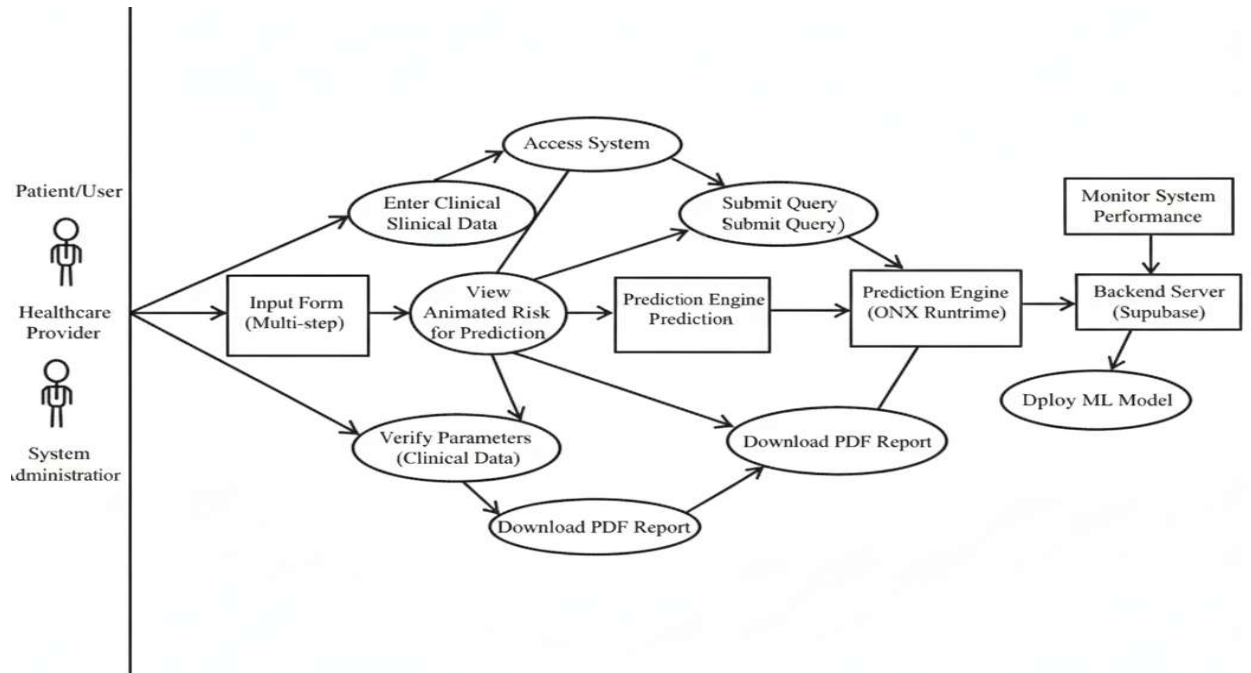 Patient/User
Healthcare
Provider
System
Administratior
Access System
Enter Clinical
Slinical Data
Submit Query
Submit Query)
Monitor System
Performance
Input Form
(Multi-step)
View
Animated Risk
for Prediction
Prediction Engine
Prediction
Prediction Engine
(ONX Runtime)
Backend Server
(Supubase)
Dploy ML Model
Verify Parameters
(Clinical Data)
Download PDF Report
Download PDF Report